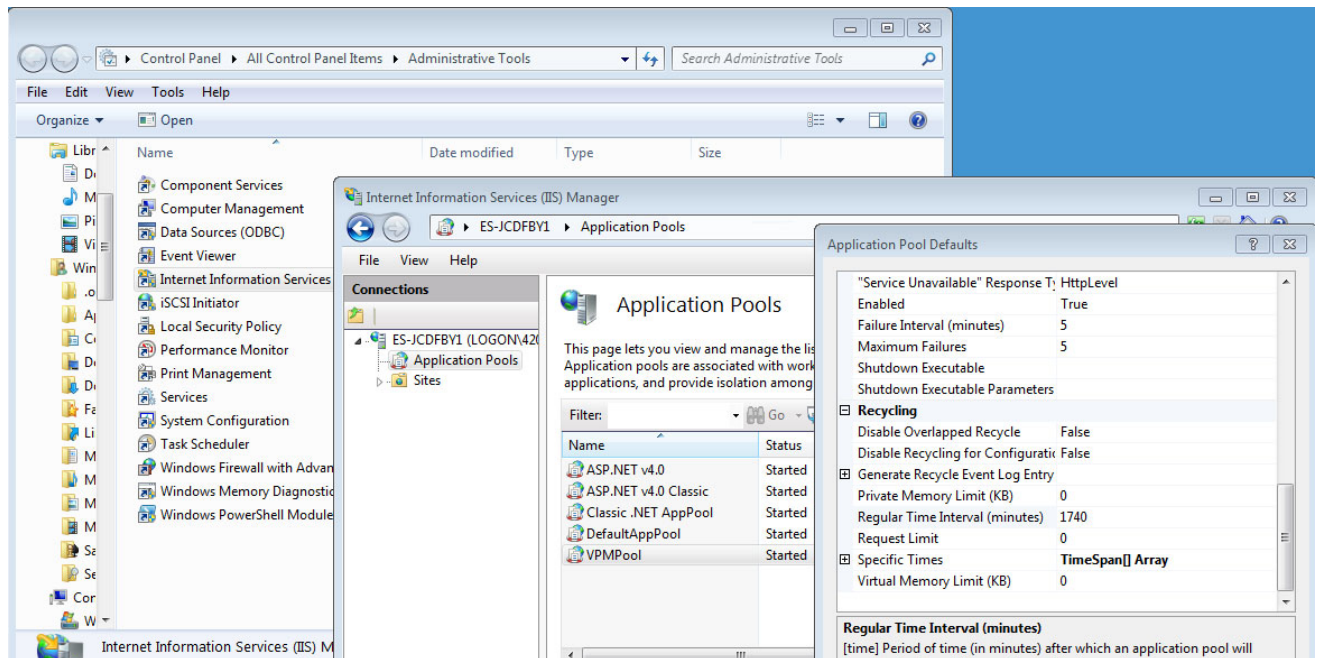 Control Panel All Control Panel Items Administrative Tools
Search Administrative Tools
File Edit View Tools Help
Organize Open
Name Date modified Type Size
Libr
Win
Cor
Component Services
Computer Management
Data Sources (ODBC)
Event Viewer
Internet Information Services
iSCSI Initiator
Local Security Policy
Performance Monitor
Print Management
Services
System Configuration
Task Scheduler
Windows Firewall with Advan
Windows Memory Diagnostic
Windows PowerShell Module
Internet Information Services (IIS) M
Internet Information Services (IIS) Manager
ES-JCDFBY1 Application Pools
File View Help
Connections
ES-JCDFBY1 (LOGON\420
Application Pools
Sites
Application Pools
This page lets you view and manage the lis
Application pools are associated with work
applications, and provide isolation among
Filter: Go
Name Status
ASP.NET v4.0 Started
ASP.NET v4.0 Classic Started
Classic .NET AppPool Started
DefaultAppPool Started
VPMPool Started
Application Pool Defaults
"Service Unavailable" Response Ty HttpLevel
Enabled True
Failure Interval (minutes) 5
Maximum Failures 5
Shutdown Executable
Shutdown Executable Parameters
Recycling
Disable Overlapped Recycle False
Disable Recycling for Configuratic False
Generate Recycle Event Log Entry
Private Memory Limit (KB) 0
Regular Time Interval (minutes) 1740
Request Limit 0
Specific Times TimeSpan[] Array
Virtual Memory Limit (KB) 0
Regular Time Interval (minutes)
[time] Period of time (in minutes) after which an application pool will